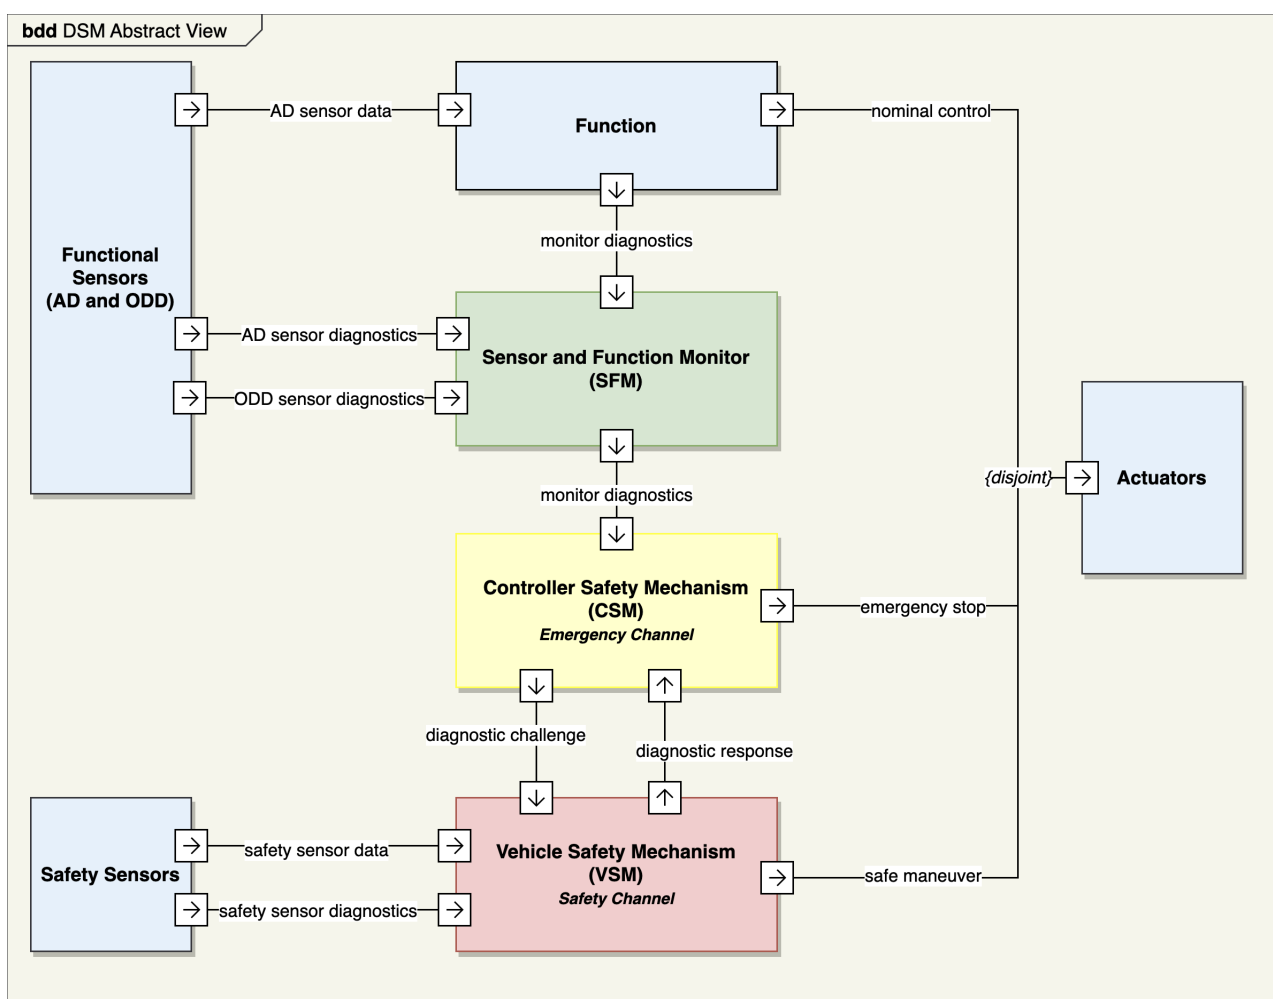 bdd DSM Abstract View
AD sensor data
Function
nominal control
monitor diagnostics
Functional
Sensors
(AD and ODD)
AD sensor diagnostics
ODD sensor diagnostics
Sensor and Function Monitor
(SFM)
monitor diagnostics
{disjoint}
Actuators
Controller Safety Mechanism
(CSM)
Emergency Channel
emergency stop
diagnostic challenge
diagnostic response
Safety Sensors
safety sensor data
safety sensor diagnostics
Vehicle Safety Mechanism
(VSM)
Safety Channel
safe maneuver